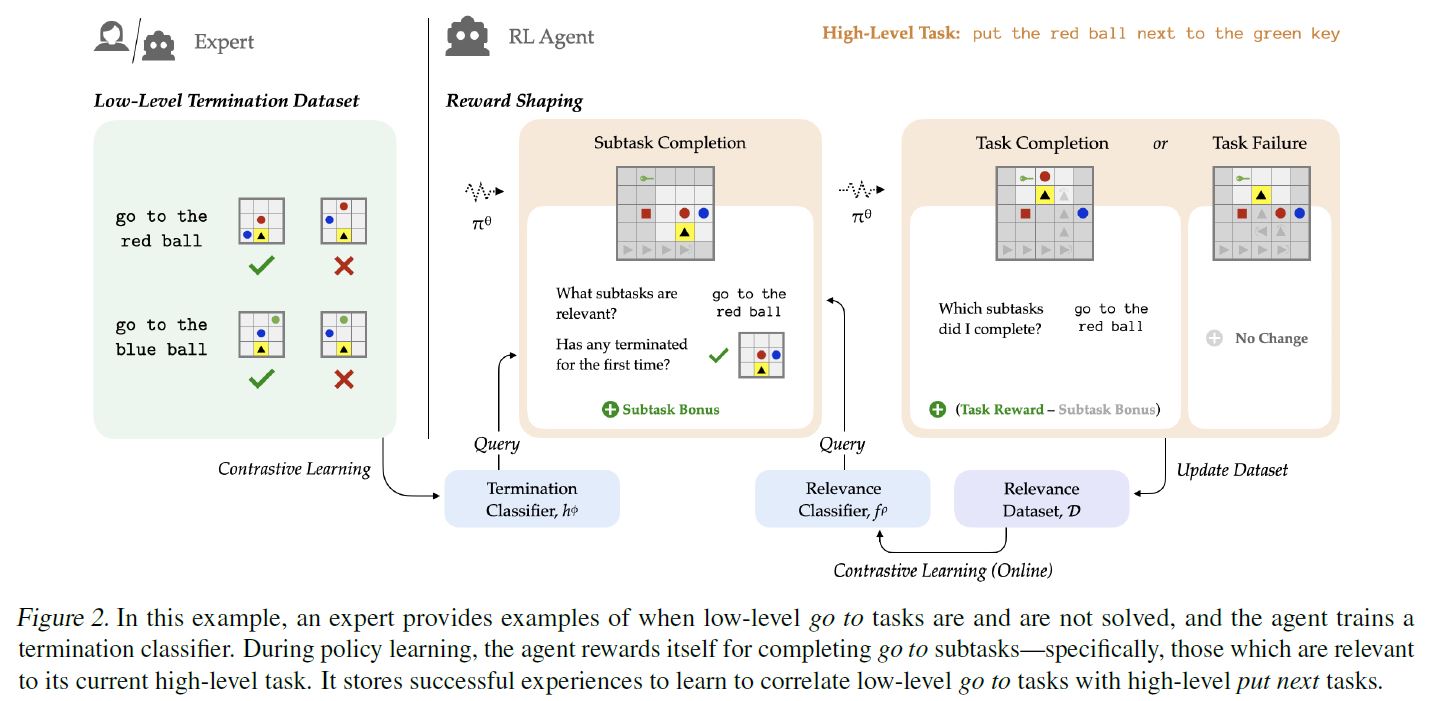 Expert
RL Agent
High-Level Task: put the red ball next to the green key
Low-Level Termination Dataset
Reward Shaping
go to the
red ball
go to the
blue ball
πθ
Subtask Completion
What subtasks are
relevant?
go to the
red ball
Has any terminated
for the first time?
Subtask Bonus
πθ
Task Completion
or
Task Failure
Which subtasks
did I complete?
go to the
red ball
(Task Reward – Subtask Bonus)
No Change
Contrastive Learning
Query
Query
Update Dataset
Termination
Classifier, hϕ
Relevance
Classifier, fρ
Relevance
Dataset, 𝒟
Contrastive Learning (Online)
Figure 2. In this example, an expert provides examples of when low-level go to tasks are and are not solved, and the agent trains a
termination classifier. During policy learning, the agent rewards itself for completing go to subtasks—specifically, those which are relevant
to its current high-level task. It stores successful experiences to learn to correlate low-level go to tasks with high-level put next tasks.